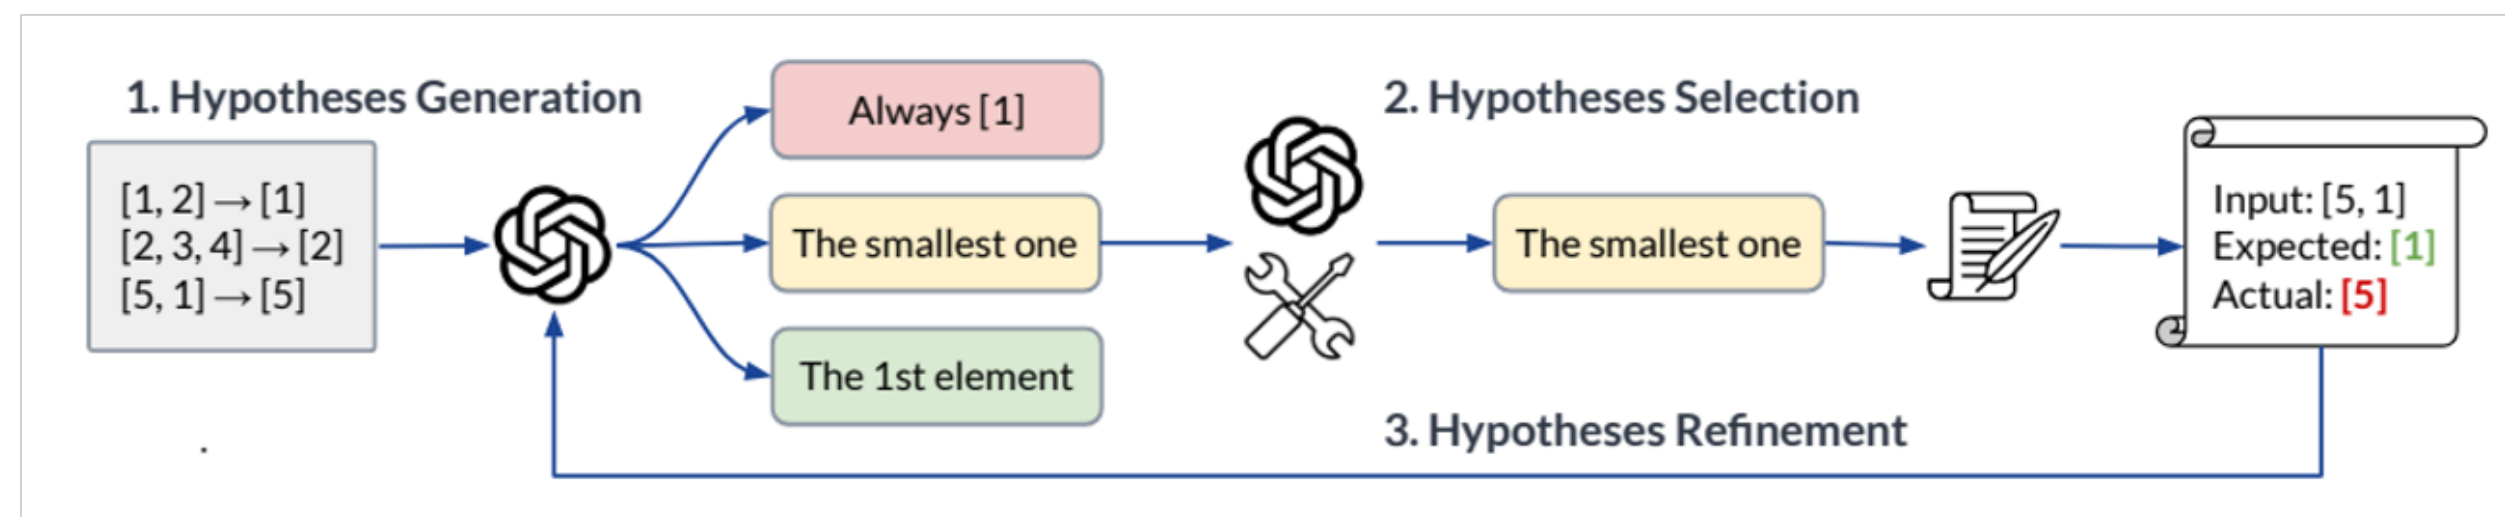 1. Hypotheses Generation
[1, 2] → [1]
[2, 3, 4] → [2]
[5, 1] → [5]
Always [1]
The smallest one
The 1st element
2. Hypotheses Selection
The smallest one
Input: [5, 1]
Expected: [1]
Actual: [5]
3. Hypotheses Refinement